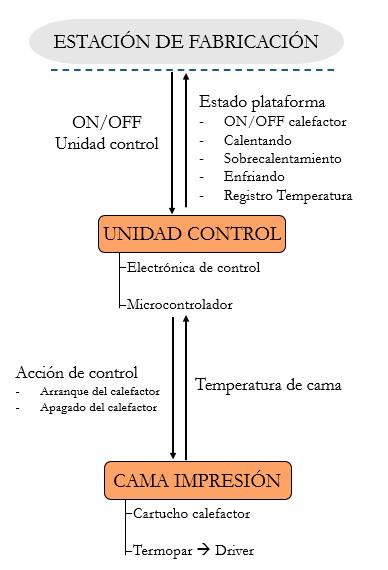 ESTACIÓN DE FABRICACIÓN
ON/OFF
Unidad control
Estado plataforma
- ON/OFF calefactor
- Calentando
- Sobrecalentamiento
- Enfriando
- Registro Temperatura
UNIDAD CONTROL
Electrónica de control
Microcontrolador
Acción de control
- Arranque del calefactor
- Apagado del calefactor
Temperatura de cama
CAMA IMPRESIÓN
Cartucho calefactor
Termopar → Driver